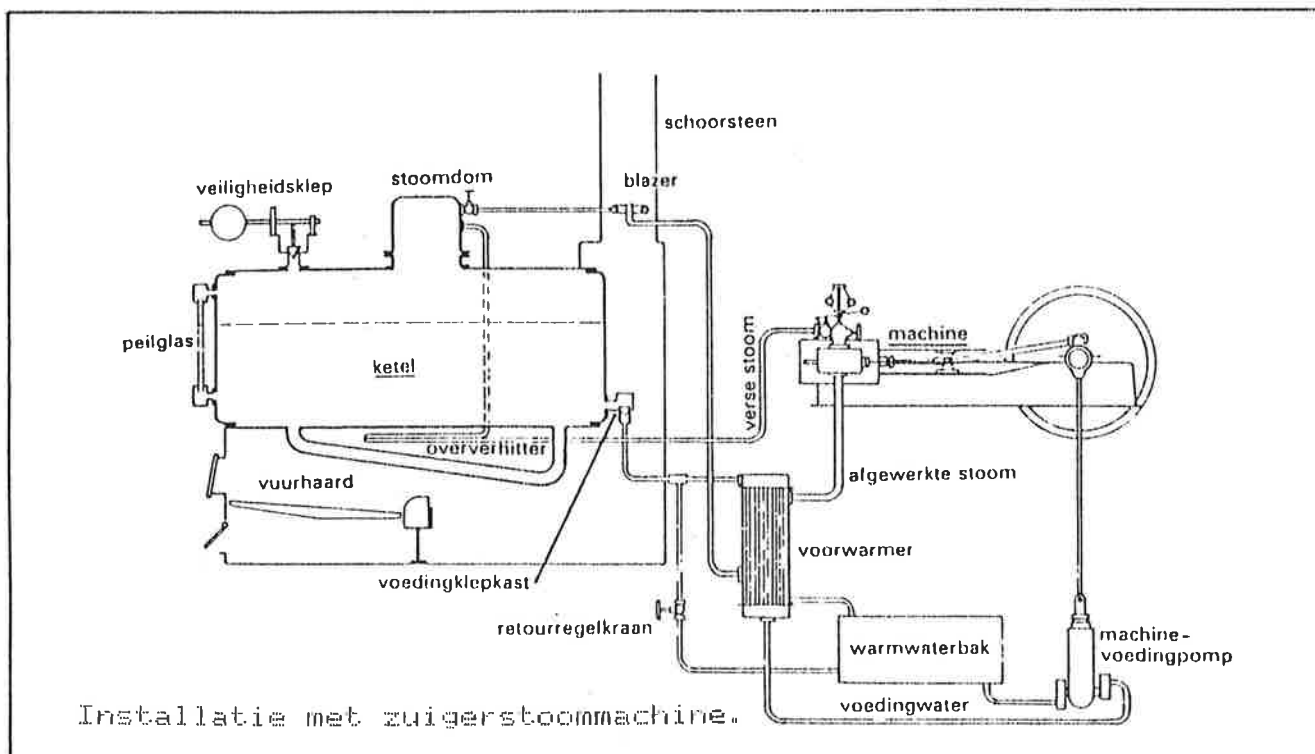 schoorsteen
veiligheidsklep
stoomdom
blazer
peilglas
ketel
verse stoom
machine
oververhitter
vuurhaard
afgewerkte stoom
voorwarmer
voedingklepkast
retourregelkraan
warmwaterbak
machine-
voedingpomp
voedingwater
Installatie met zuigerstoommachine.